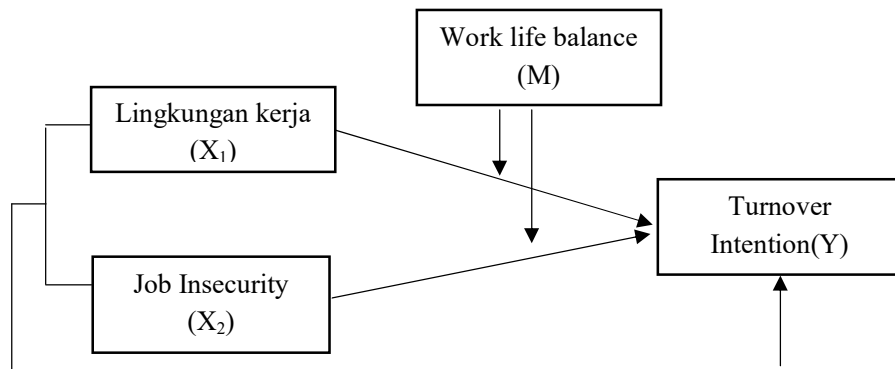 Work life balance
(M)
Lingkungan kerja
(X₁)
Turnover
Intention(Y)
Job Insecurity
(X₂)